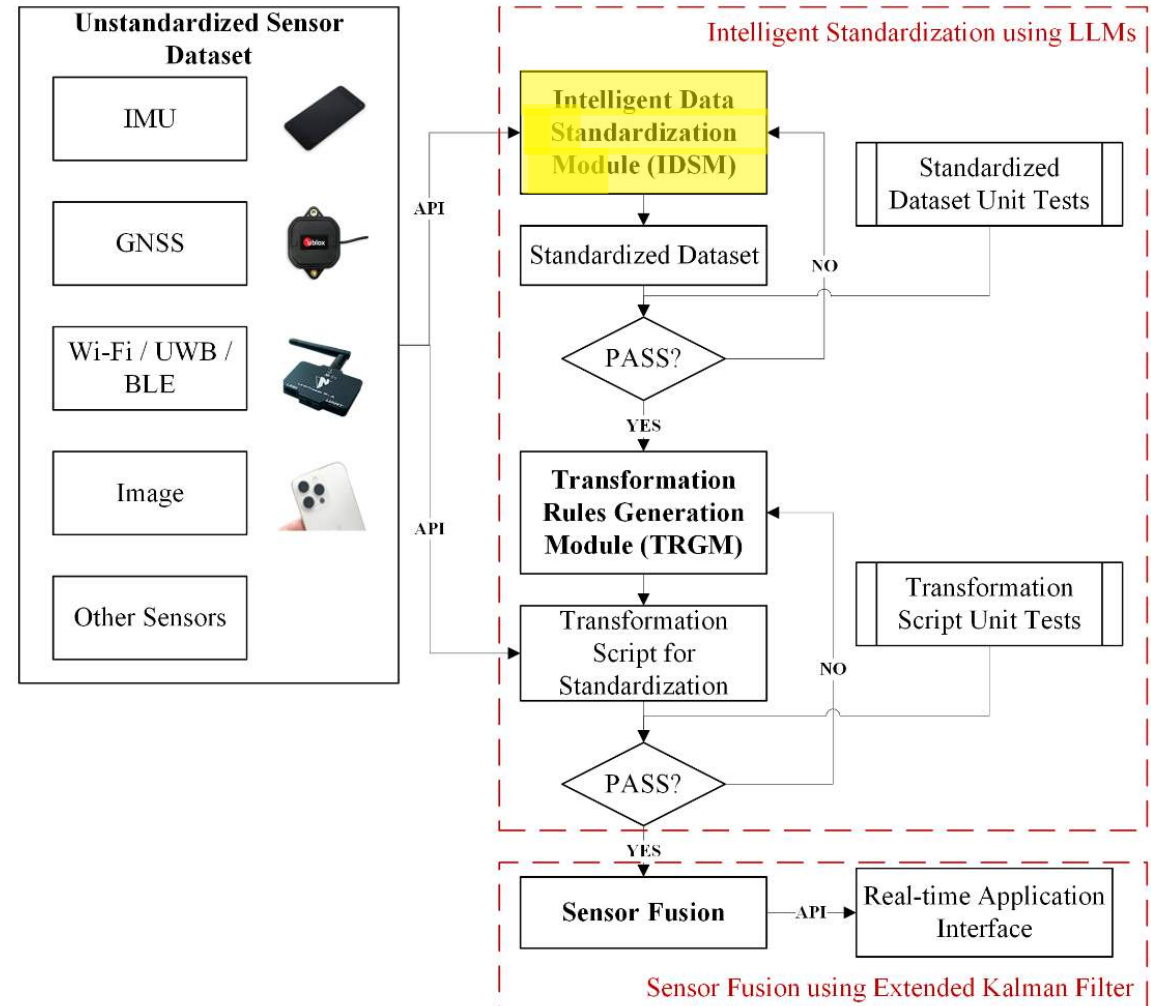 Unstandardized Sensor
Dataset
IMU
GNSS
Wi-Fi / UWB /
BLE
Image
Other Sensors
API
API
Intelligent Standardization using LLMs
Intelligent Data
Standardization
Module (IDSM)
Standardized Dataset
PASS?
NO
YES
Standardized
Dataset Unit Tests
Transformation
Rules Generation
Module (TRGM)
Transformation
Script for
Standardization
PASS?
NO
YES
Transformation
Script Unit Tests
Sensor Fusion
API
Real-time Application
Interface
Sensor Fusion using Extended Kalman Filter